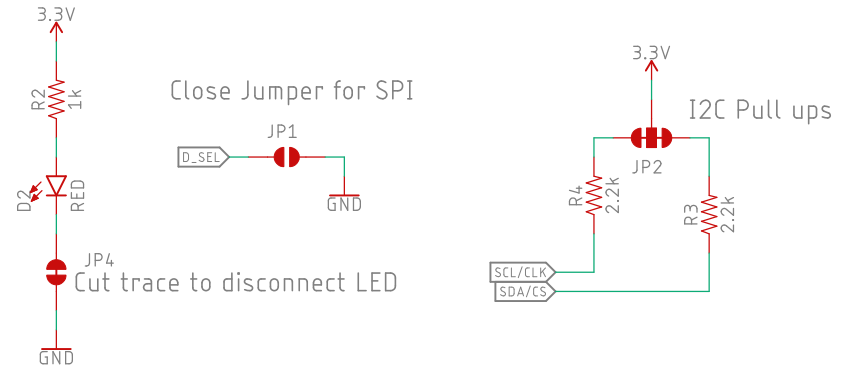 3.3V
R2
1k
D2
RED
JP4
Cut trace to disconnect LED
GND
Close Jumper for SPI
JP1
D_SEL
GND
3.3V
I2C Pull ups
JP2
R4
2.2k
R3
2.2k
SCL/CLK
SDA/CS